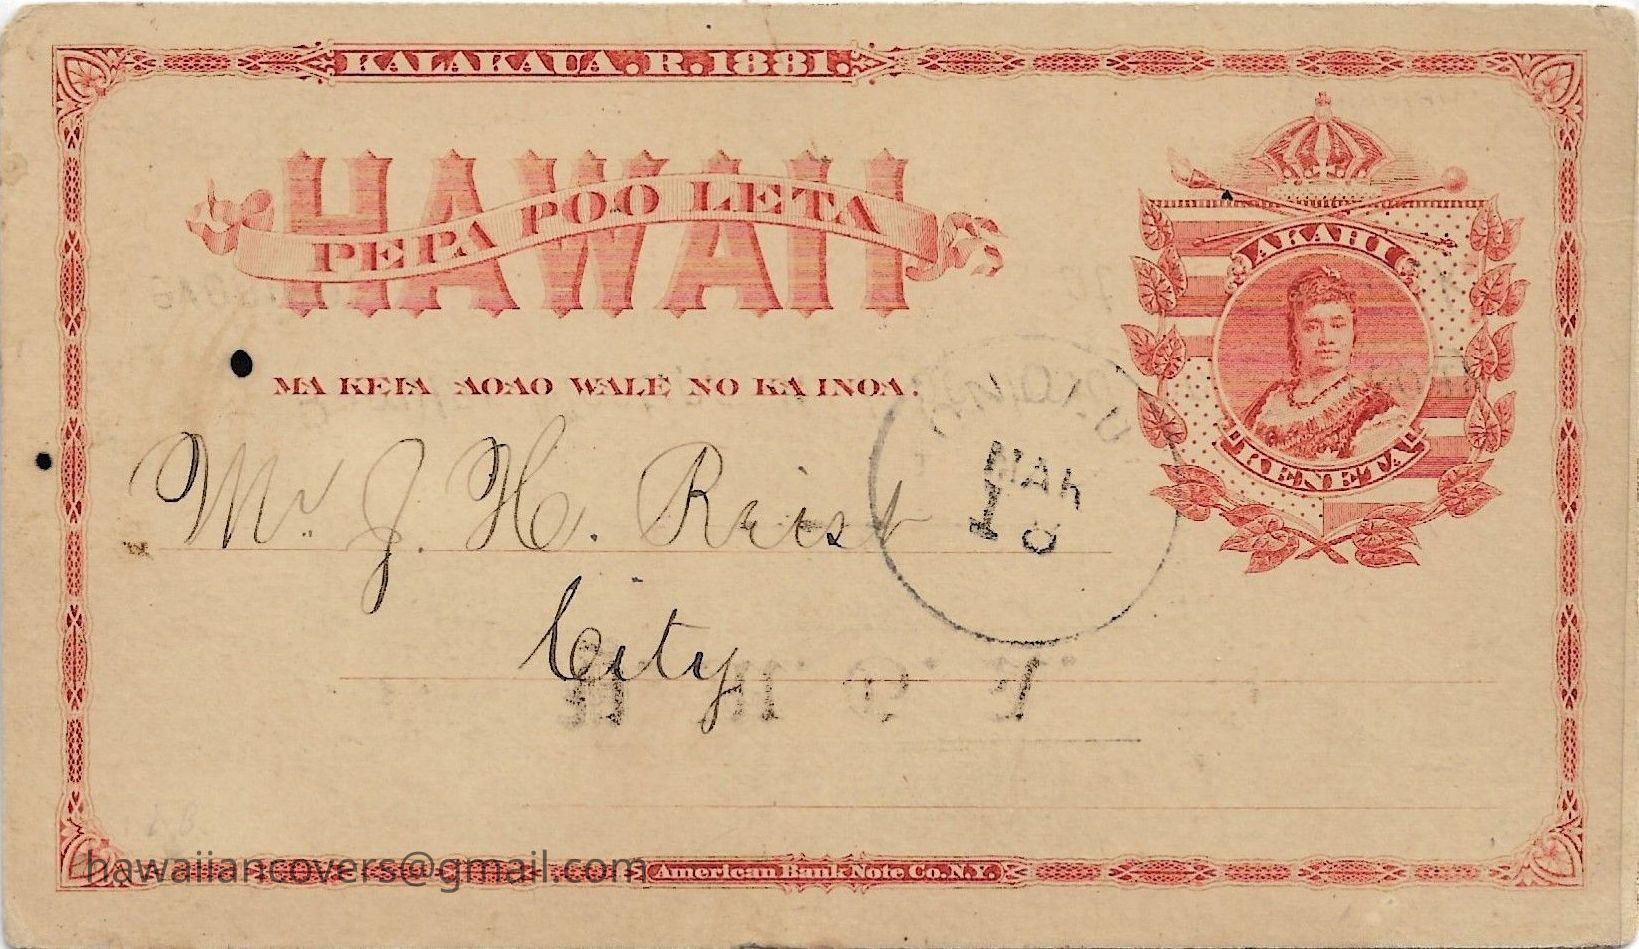 KALAKAUA.R.1881.
HAWAII
PEPA POO LETA
AKAHI
KENETA
MA KEIA AOAO WALE NO KA INOA.
MAR
Mr. J. H. Reist
City
hawaiiancovers@gmail.com
American Bank Note Co. N.Y.